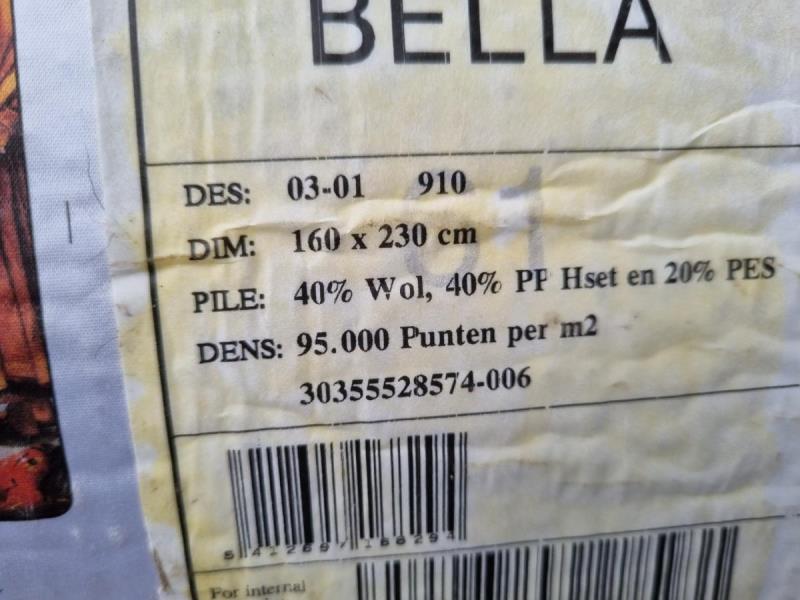 BELLA
DES: 03-01 910
DIM: 160 x 230 cm
PILE: 40% Wol, 40% PP Hset en 20% PES
DENS: 95.000 Punten per m2
30355528574-006
For internal